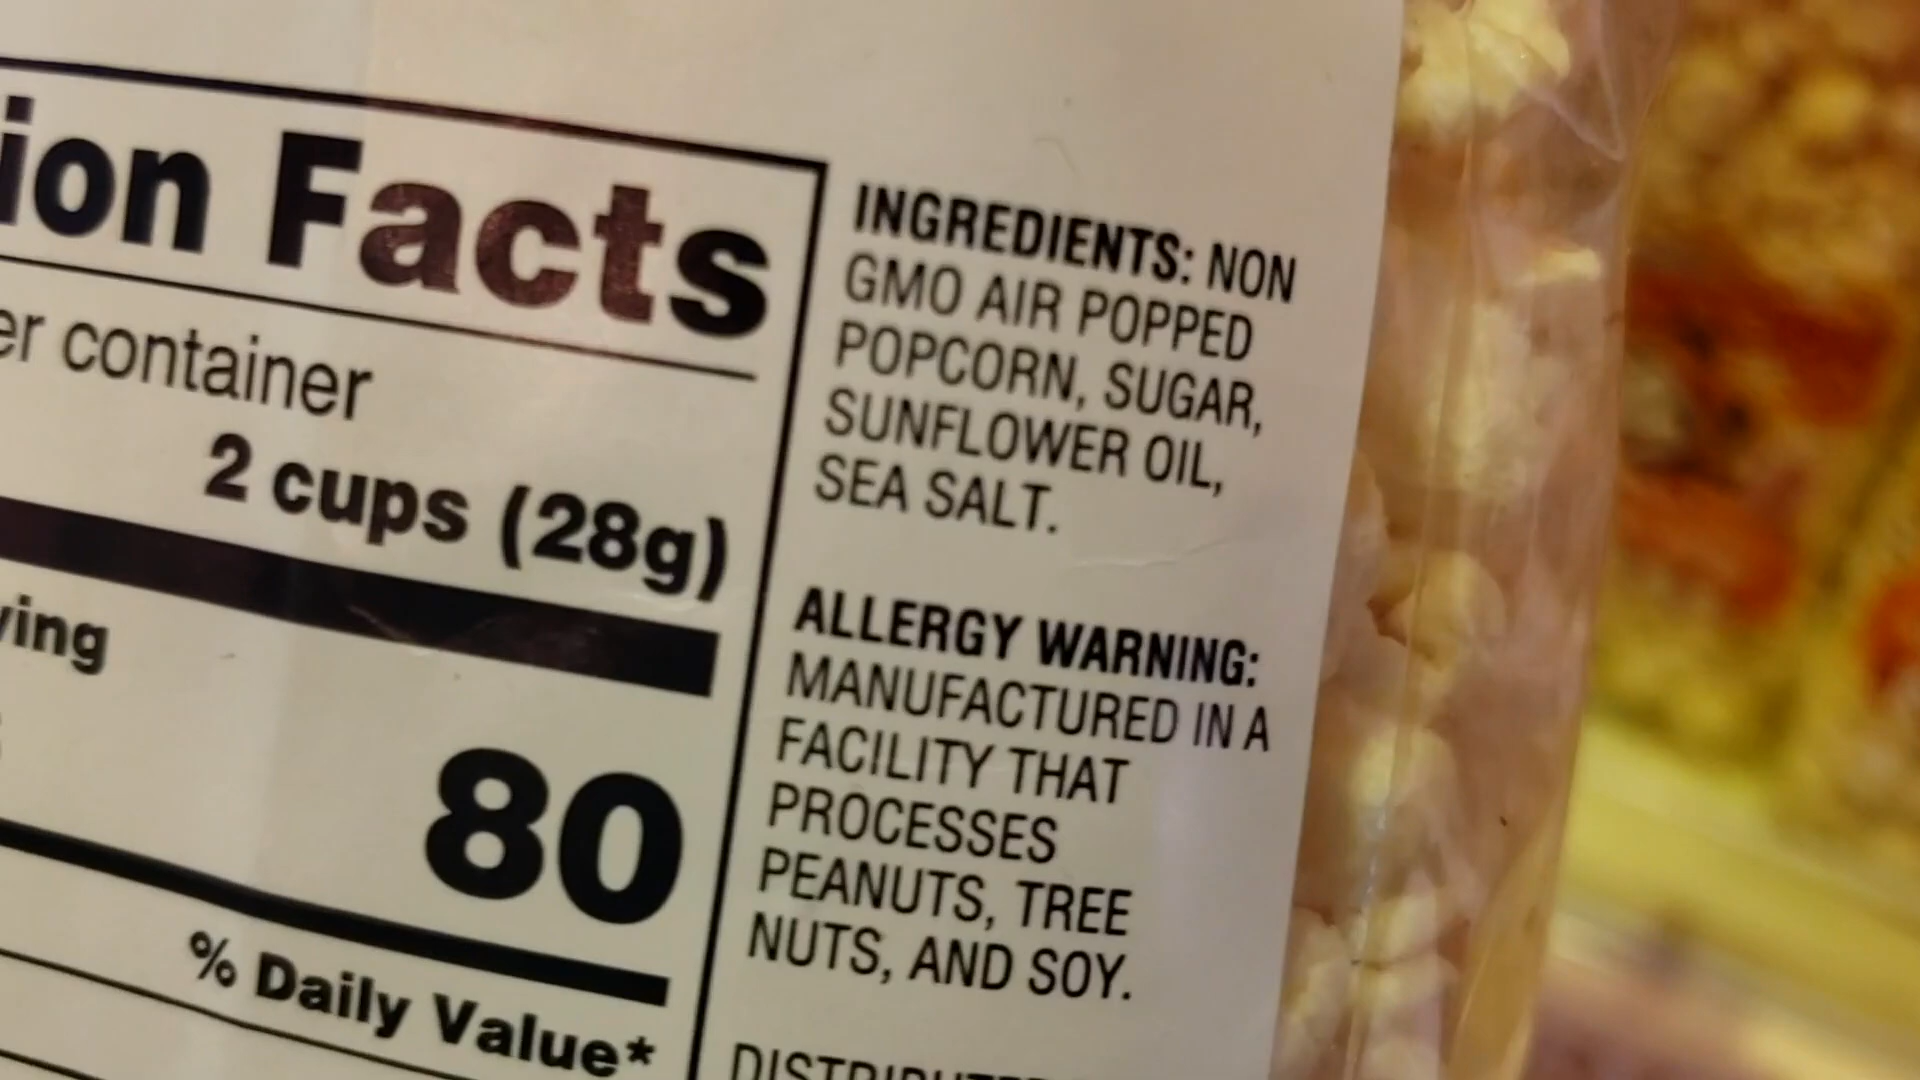 ion Facts
er container
2 cups (28g)
ving
80
% Daily Value*
INGREDIENTS: NON
GMO AIR POPPED
POPCORN, SUGAR,
SUNFLOWER OIL,
SEA SALT.
ALLERGY WARNING:
MANUFACTURED IN A
FACILITY THAT
PROCESSES
PEANUTS, TREE
NUTS, AND SOY.